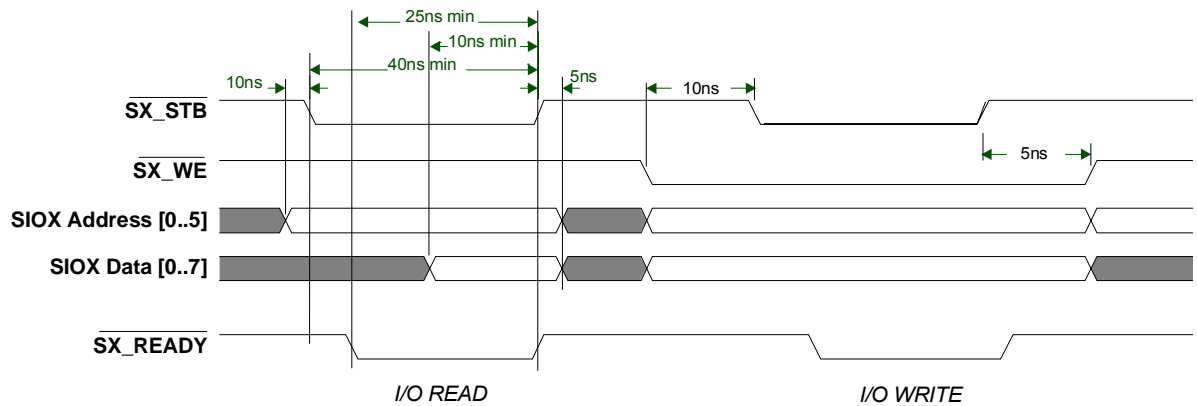 25ns min
10ns min
40ns min
10ns
5ns
10ns
SX_STB
5ns
SX_WE
SIOX Address [0..5]
SIOX Data [0..7]
SX_READY
I/O READ
I/O WRITE